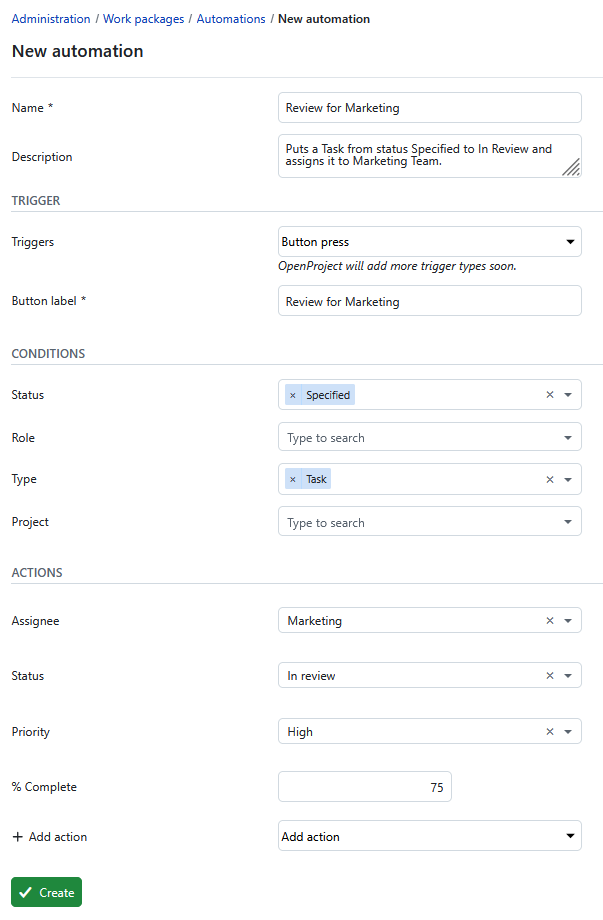 Administration / Work packages / Automations / New automation
New automation
Name *
Review for Marketing
Description
Puts a Task from status Specified to In Review and
assigns it to Marketing Team.
TRIGGER
Triggers
Button press
OpenProject will add more trigger types soon.
Button label *
Review for Marketing
CONDITIONS
Status
× Specified ×
Role
Type to search
Type
× Task ×
Project
Type to search
ACTIONS
Assignee
Marketing ×
Status
In review ×
Priority
High ×
% Complete
75
+ Add action
Add action
Create